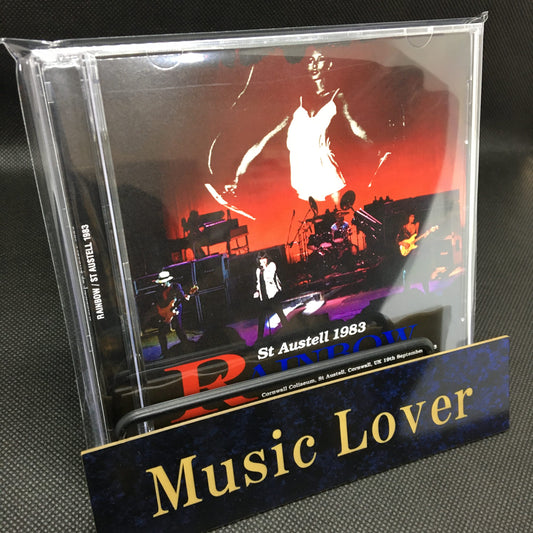 RAINBOW / ST AUSTELL 1983
St Austell 1983
RAINBOW
Cornwall Coliseum, St Austell, Cornwall, UK 19th September
Music Lover